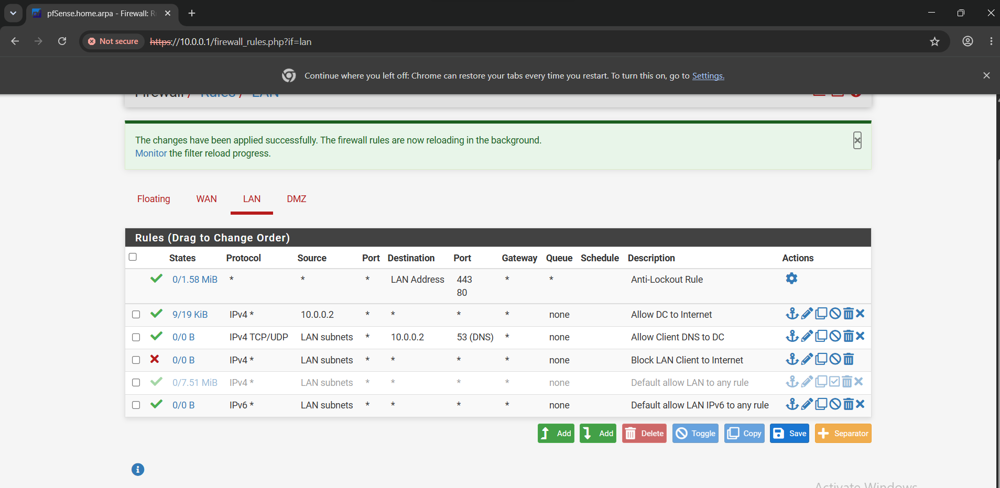 pfSense.home.arpa - Firewall: R
Not secure https://10.0.0.1/firewall_rules.php?if=lan
Continue where you left off: Chrome can restore your tabs every time you restart. To turn this on, go to Settings.
Firewall / Rules / LAN
The changes have been applied successfully. The firewall rules are now reloading in the background.
Monitor the filter reload progress.
Floating WAN LAN DMZ
Rules (Drag to Change Order)
States Protocol Source Port Destination Port Gateway Queue Schedule Description Actions
0/1.58 MiB * * * LAN Address 443 * * Anti-Lockout Rule
80
9/19 KiB IPv4 * 10.0.0.2 * * * * none Allow DC to Internet
0/0 B IPv4 TCP/UDP LAN subnets * 10.0.0.2 53 (DNS) * none Allow Client DNS to DC
0/0 B IPv4 * LAN subnets * * * * none Block LAN Client to Internet
0/7.51 MiB IPv4 * LAN subnets * * * * none Default allow LAN to any rule
0/0 B IPv6 * LAN subnets * * * * none Default allow LAN IPv6 to any rule
Add Add Delete Toggle Copy Save Separator
Activate Windows